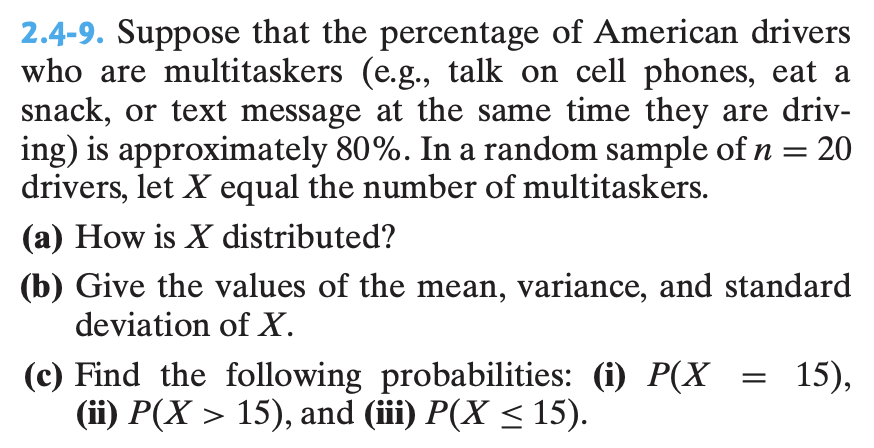 2.4-9. Suppose that the percentage of American drivers
who are multitaskers (e.g., talk on cell phones, eat a
snack, or text message at the same time they are driv-
ing) is approximately 80%. In a random sample of n = 20
drivers, let X equal the number of multitaskers.
(a) How is X distributed?
(b) Give the values of the mean, variance, and standard
deviation of X.
(c) Find the following probabilities: (i) P(X = 15),
(ii) P(X > 15), and (iii) P(X ≤ 15).